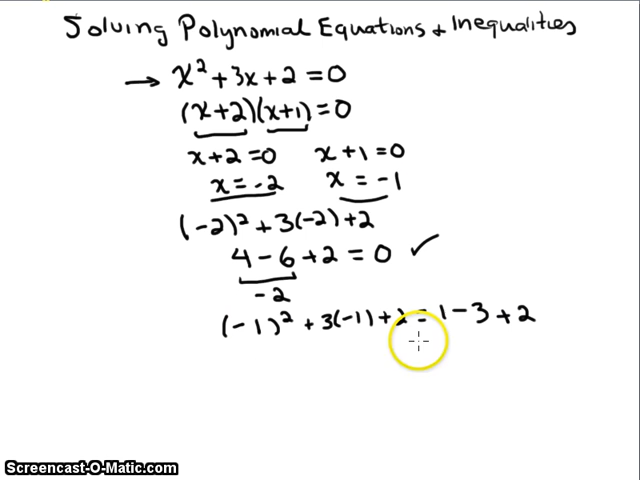 Solving Polynomial Equations + Inequalities
→ x² + 3x + 2 = 0
(x+2)(x+1) = 0
x + 2 = 0 x + 1 = 0
x = -2 x = -1
(-2)² + 3(-2) + 2
4 - 6 + 2 = 0 ✓
-2
(-1)² + 3(-1) + 2 = 1 - 3 + 2
Screencast-O-Matic.com